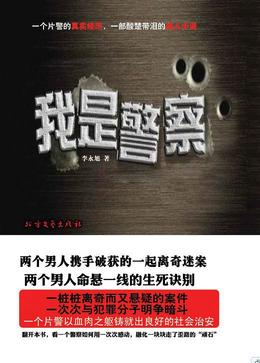 一个片警的真实经历，一部酸楚带泪的
我是警察
李永旭 著
北方文艺出版社
两个男人携手破获的一起离奇迷案
两个男人命悬一线的生死诀别
一桩桩离奇而又悬疑的案件
一次次与犯罪分子明争暗斗
一个片警以血肉之躯铸就出良好的社会治安
翻开本书，看一个警察如何用一次次感动，融化一块块走了歪路的“顽石”